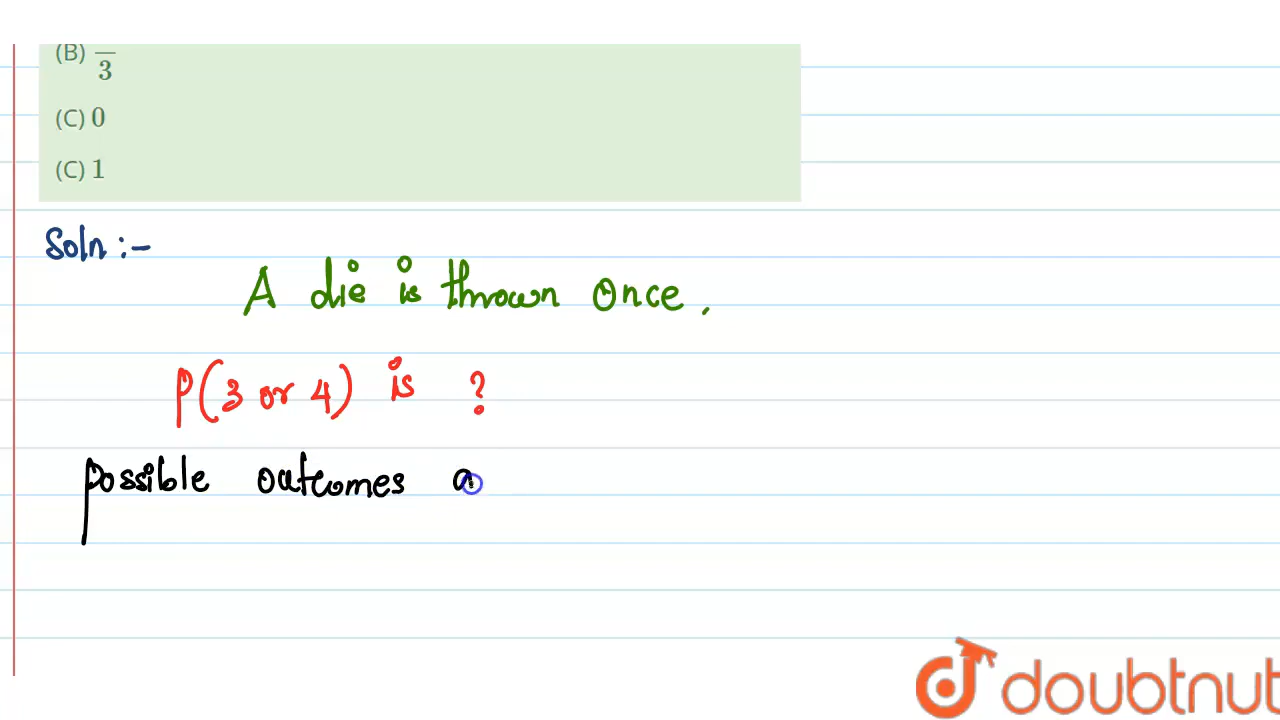 (B) 3
(C) 0
(C) 1
Soln :-
A die is thrown once.
P(3 or 4) is ?
possible outcomes a
doubtnut